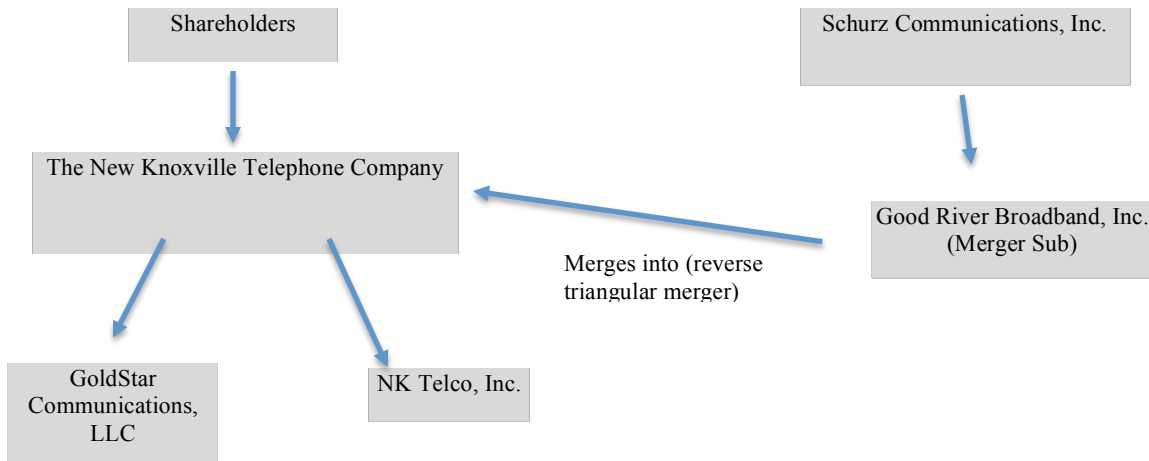 Shareholders
Schurz Communications, Inc.
The New Knoxville Telephone Company
Good River Broadband, Inc.
(Merger Sub)
Merges into (reverse
triangular merger)
GoldStar
Communications,
LLC
NK Telco, Inc.